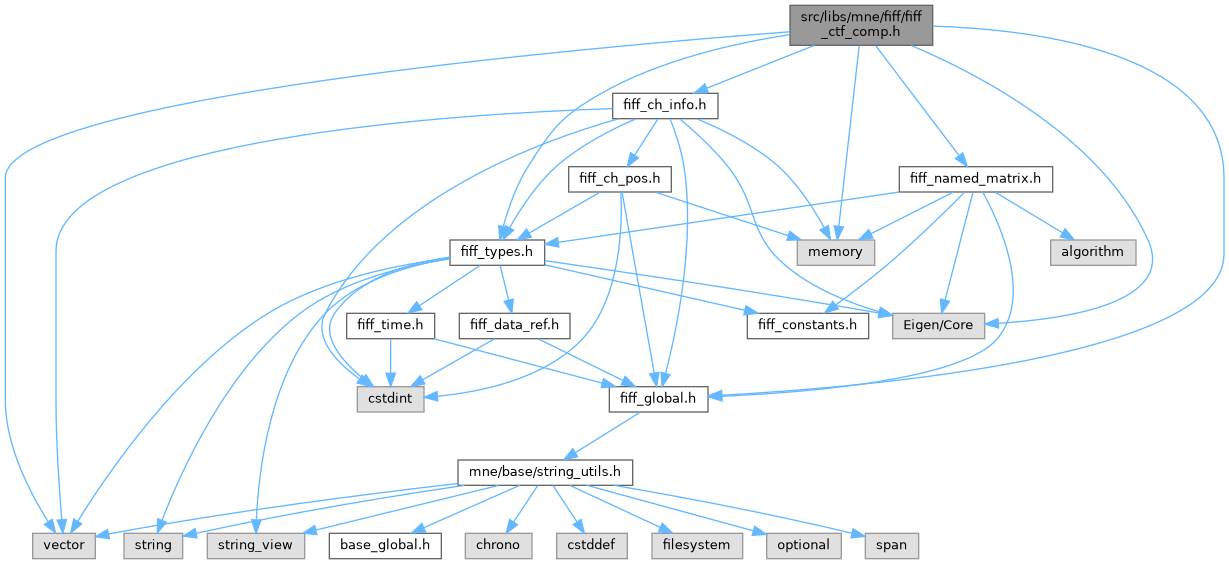 src/libs/mne/fiff/fiff
_ctf_comp.h
fiff_ch_info.h
fiff_ch_pos.h
fiff_named_matrix.h
fiff_types.h
memory
algorithm
fiff_time.h
fiff_data_ref.h
fiff_constants.h
Eigen/Core
cstdint
fiff_global.h
mne/base/string_utils.h
vector
string
string_view
base_global.h
chrono
cstddef
filesystem
optional
span